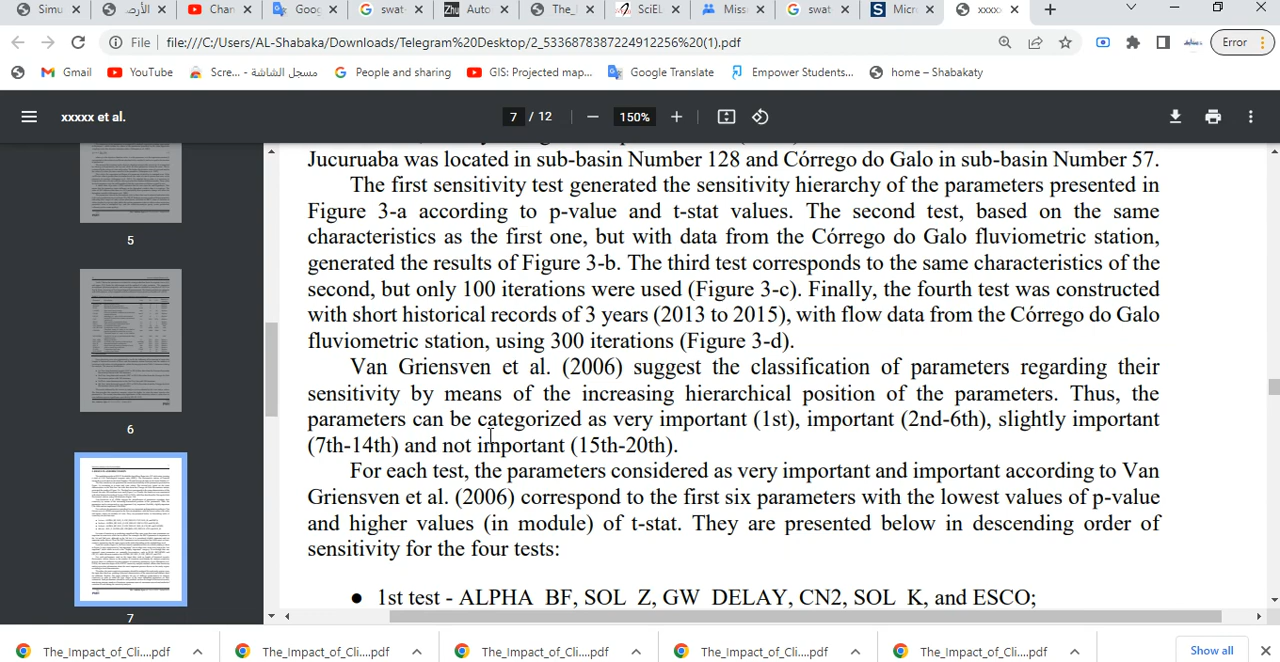 Simu
الأرص
Chan
Goog
swat
Auto
The_I
SciEL
Miss
swat
Micr
xxxx
File
file:///C:/Users/AL-Shabaka/Downloads/Telegram%20Desktop/2_5336878387224912256%20(1).pdf
Error
Gmail
YouTube
Scre... - مسجل الشاشة
People and sharing
GIS: Projected map...
Google Translate
Empower Students...
home – Shabakaty
xxxxx et al.
7 / 12
150%
Jucuruaba was located in sub-basin Number 128 and Córrego do Galo in sub-basin Number 57.
The first sensitivity test generated the sensitivity hierarchy of the parameters presented in
Figure 3-a according to p-value and t-stat values. The second test, based on the same
characteristics as the first one, but with data from the Córrego do Galo fluviometric station,
generated the results of Figure 3-b. The third test corresponds to the same characteristics of the
second, but only 100 iterations were used (Figure 3-c). Finally, the fourth test was constructed
with short historical records of 3 years (2013 to 2015), with flow data from the Córrego do Galo
fluviometric station, using 300 iterations (Figure 3-d).
Van Griensven et al. (2006) suggest the classification of parameters regarding their
sensitivity by means of the increasing hierarchical position of the parameters. Thus, the
parameters can be categorized as very important (1st), important (2nd-6th), slightly important
(7th-14th) and not important (15th-20th).
For each test, the parameters considered as very important and important according to Van
Griensven et al. (2006) correspond to the first six parameters with the lowest values of p-value
and higher values (in module) of t-stat. They are presented below in descending order of
sensitivity for the four tests:
● 1st test - ALPHA_BF, SOL_Z, GW_DELAY, CN2, SOL_K, and ESCO;
5
6
7
The_Impact_of_Cli....pdf
The_Impact_of_Cli....pdf
The_Impact_of_Cli....pdf
The_Impact_of_Cli....pdf
The_Impact_of_Cli....pdf
Show all